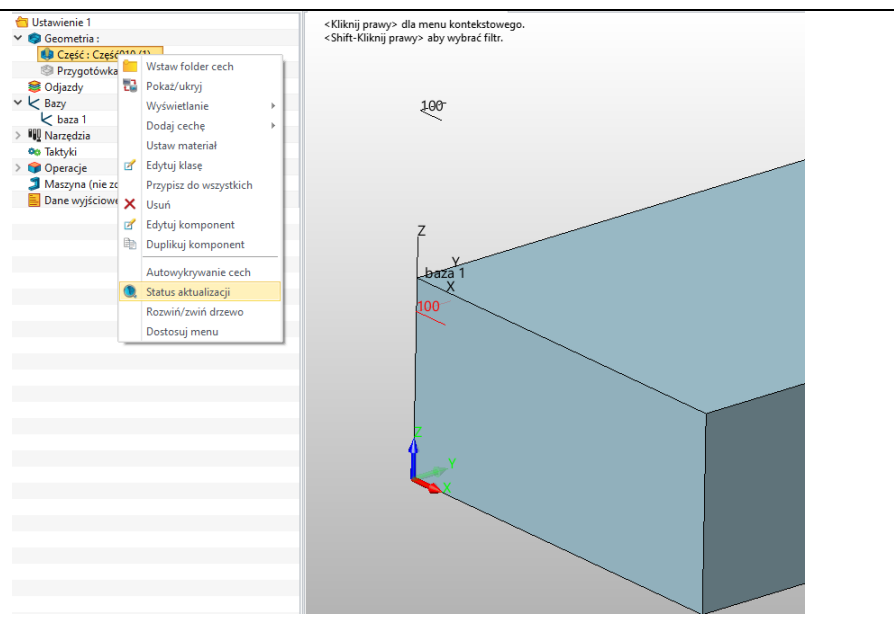 Ustawienie 1
Geometria :
Część : Część010 (1)
Przygotówka
Odjazdy
Bazy
baza 1
Narzędzia
Taktyki
Operacje
Maszyna (nie
Dane wyjściowe
Wstaw folder cech
Pokaż/ukryj
Wyświetlanie
Dodaj cechę
Ustaw materiał
Edytuj klasę
Przypisz do wszystkich
Usuń
Edytuj komponent
Duplikuj komponent
Autowykrywanie cech
Status aktualizacji
Rozwiń/zwiń drzewo
Dostosuj menu
<Kliknij prawy> dla menu kontekstowego.
<Shift-Kliknij prawy> aby wybrać filtr.
100
Z
Y
baza 1
X
100
Z
Y
X